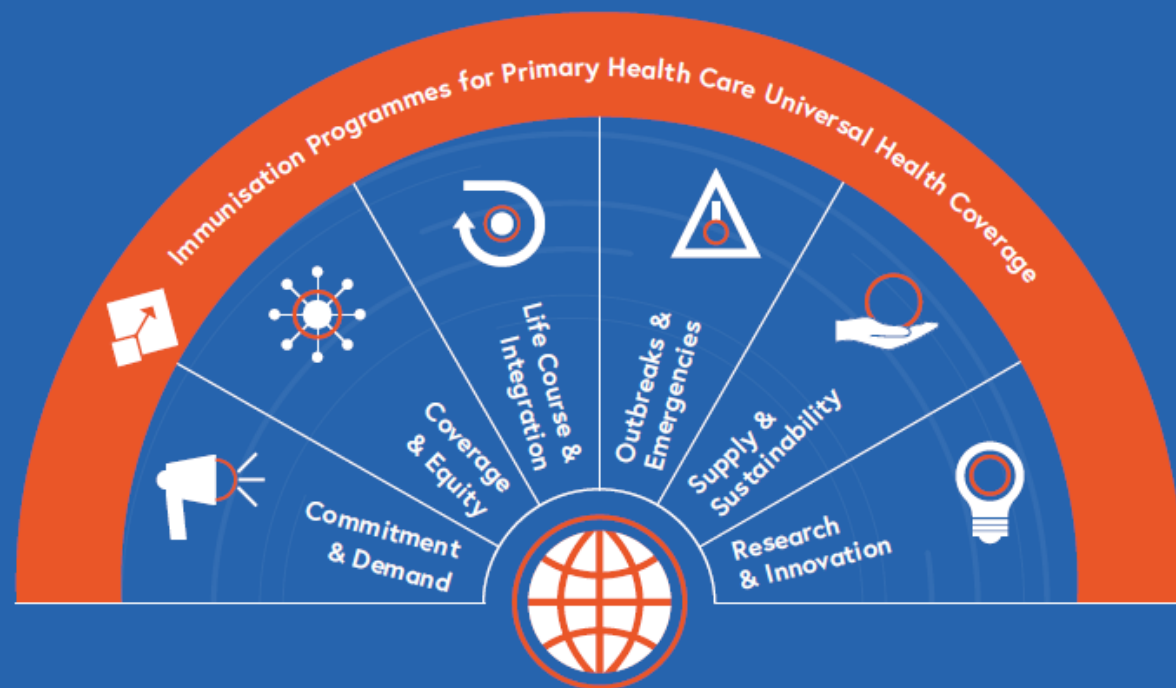 Immunisation Programmes for Primary Health Care Universal Health Coverage
Commitment
& Demand
Coverage
& Equity
Life Course &
Integration
Outbreaks &
Emergencies
Supply &
Sustainability
Research
& Innovation